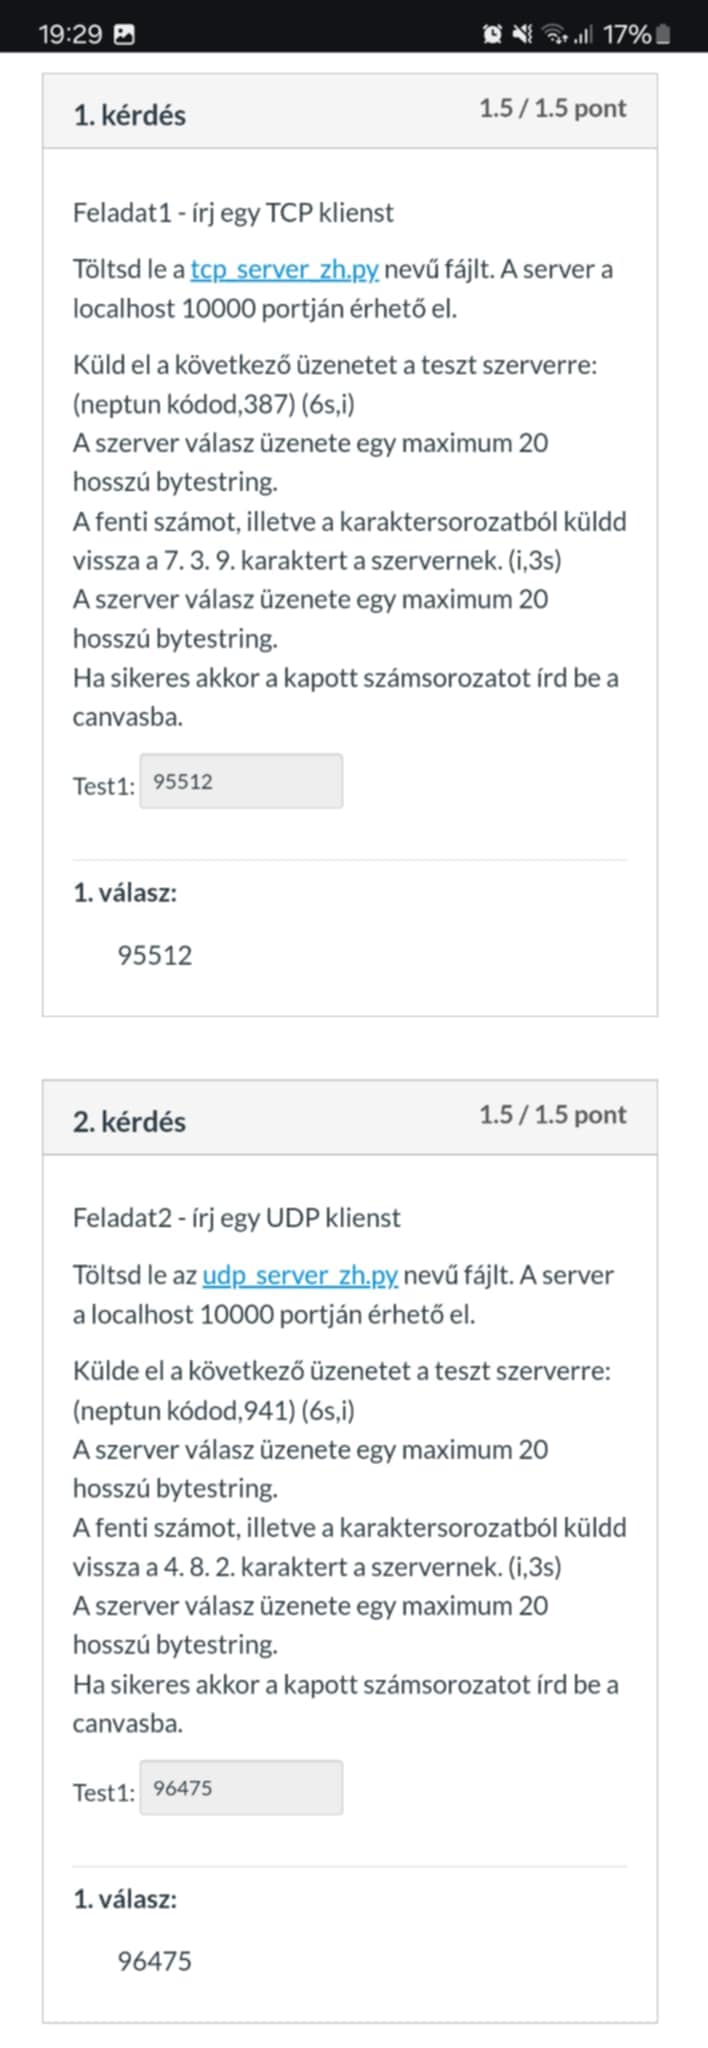 19:29
17%
1. kérdés
1.5 / 1.5 pont
Feladat1 - írj egy TCP klienst
Töltsd le a tcp_server_zh.py nevű fájlt. A server a
localhost 10000 portján érhető el.
Küld el a következő üzenetet a teszt szerverre:
(neptun kódod,387) (6s,i)
A szerver válasz üzenete egy maximum 20
hosszú bytestring.
A fenti számot, illetve a karaktersorozatból küldd
vissza a 7. 3. 9. karaktert a szervernek. (i,3s)
A szerver válasz üzenete egy maximum 20
hosszú bytestring.
Ha sikeres akkor a kapott számsorozatot írd be a
canvasba.
Test1: 95512
1. válasz:
95512
2. kérdés
1.5 / 1.5 pont
Feladat2 - írj egy UDP klienst
Töltsd le az udp_server_zh.py nevű fájlt. A server
a localhost 10000 portján érhető el.
Külde el a következő üzenetet a teszt szerverre:
(neptun kódod,941) (6s,i)
A szerver válasz üzenete egy maximum 20
hosszú bytestring.
A fenti számot, illetve a karaktersorozatból küldd
vissza a 4. 8. 2. karaktert a szervernek. (i,3s)
A szerver válasz üzenete egy maximum 20
hosszú bytestring.
Ha sikeres akkor a kapott számsorozatot írd be a
canvasba.
Test1: 96475
1. válasz:
96475